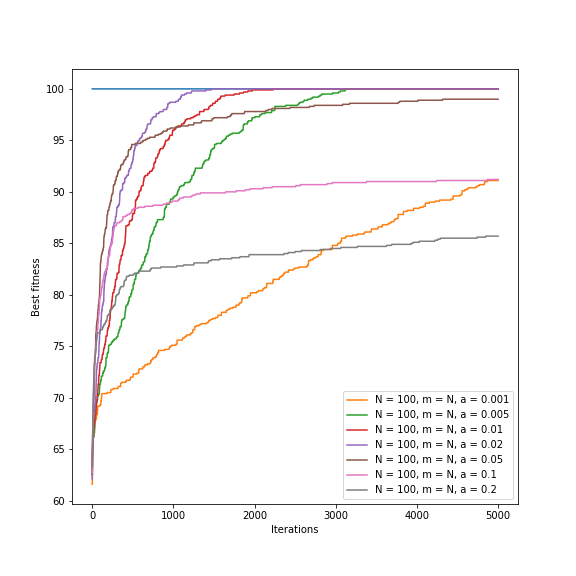 100
95
90
85
80
75
70
65
60
Best fitness
N = 100, m = N, a = 0.001
N = 100, m = N, a = 0.005
N = 100, m = N, a = 0.01
N = 100, m = N, a = 0.02
N = 100, m = N, a = 0.05
N = 100, m = N, a = 0.1
N = 100, m = N, a = 0.2
0 1000 2000 3000 4000 5000
Iterations